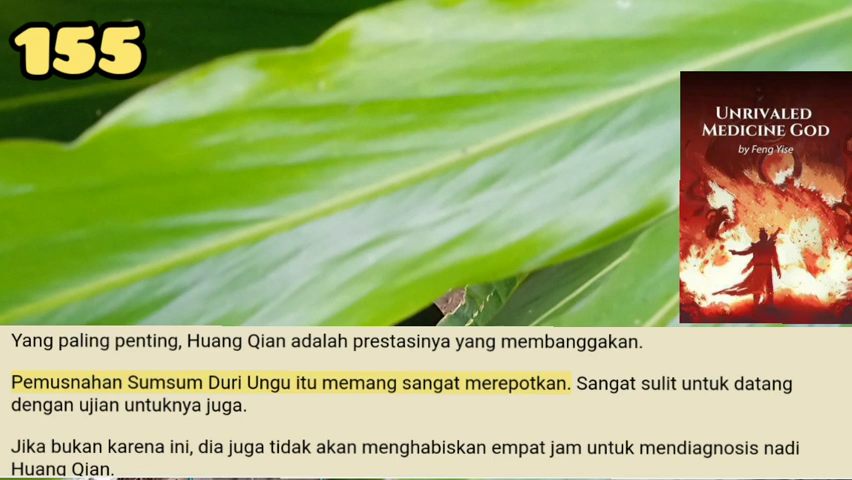 155
UNRIVALED
MEDICINE GOD
by Feng Yise
Yang paling penting, Huang Qian adalah prestasinya yang membanggakan.
Pemusnahan Sumsum Duri Ungu itu memang sangat merepotkan. Sangat sulit untuk datang
dengan ujian untuknya juga.
Jika bukan karena ini, dia juga tidak akan menghabiskan empat jam untuk mendiagnosis nadi
Huang Qian.